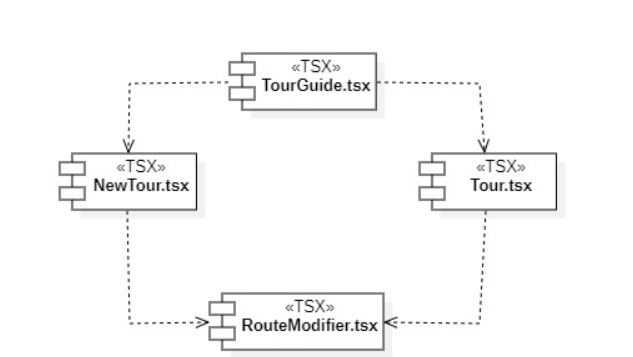 «TSX»
TourGuide.tsx
«TSX»
NewTour.tsx
«TSX»
Tour.tsx
«TSX»
RouteModifier.tsx